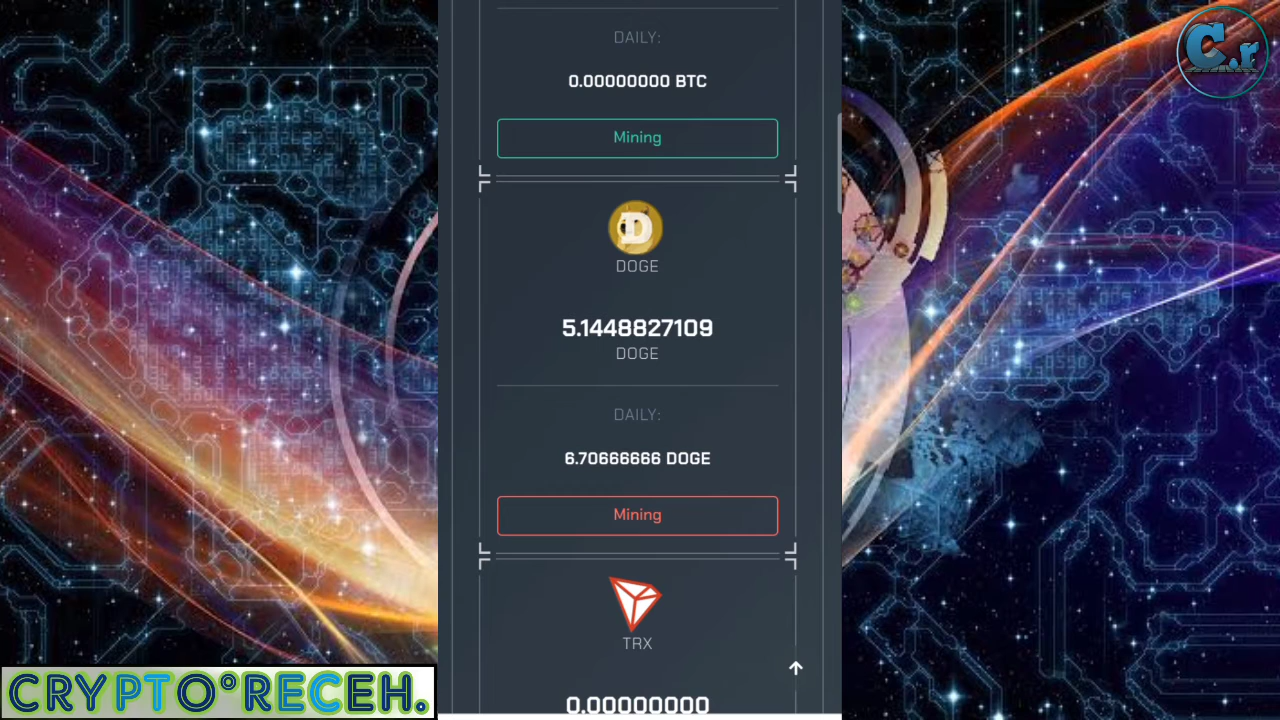 DAILY:
0.00000000 BTC
Mining
C.r
D
DOGE
5.1448827109
DOGE
DAILY:
6.70666666 DOGE
Mining
TRX
0.00000000
CRYPTO°RECEH.